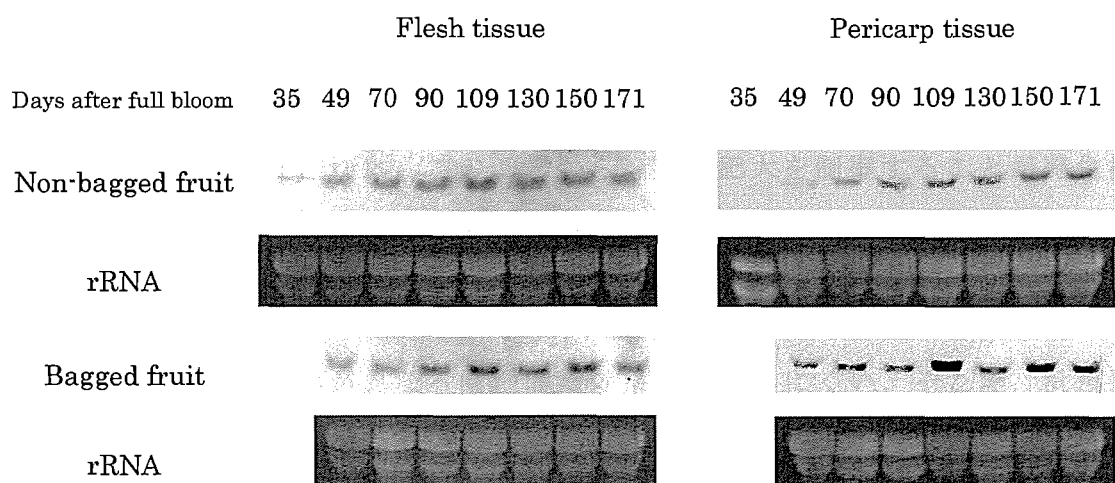 Flesh tissue Pericarp tissue
Days after full bloom 35 49 70 90 109 130 150 171 35 49 70 90 109 130 150 171
Non-bagged fruit
rRNA
Bagged fruit
rRNA